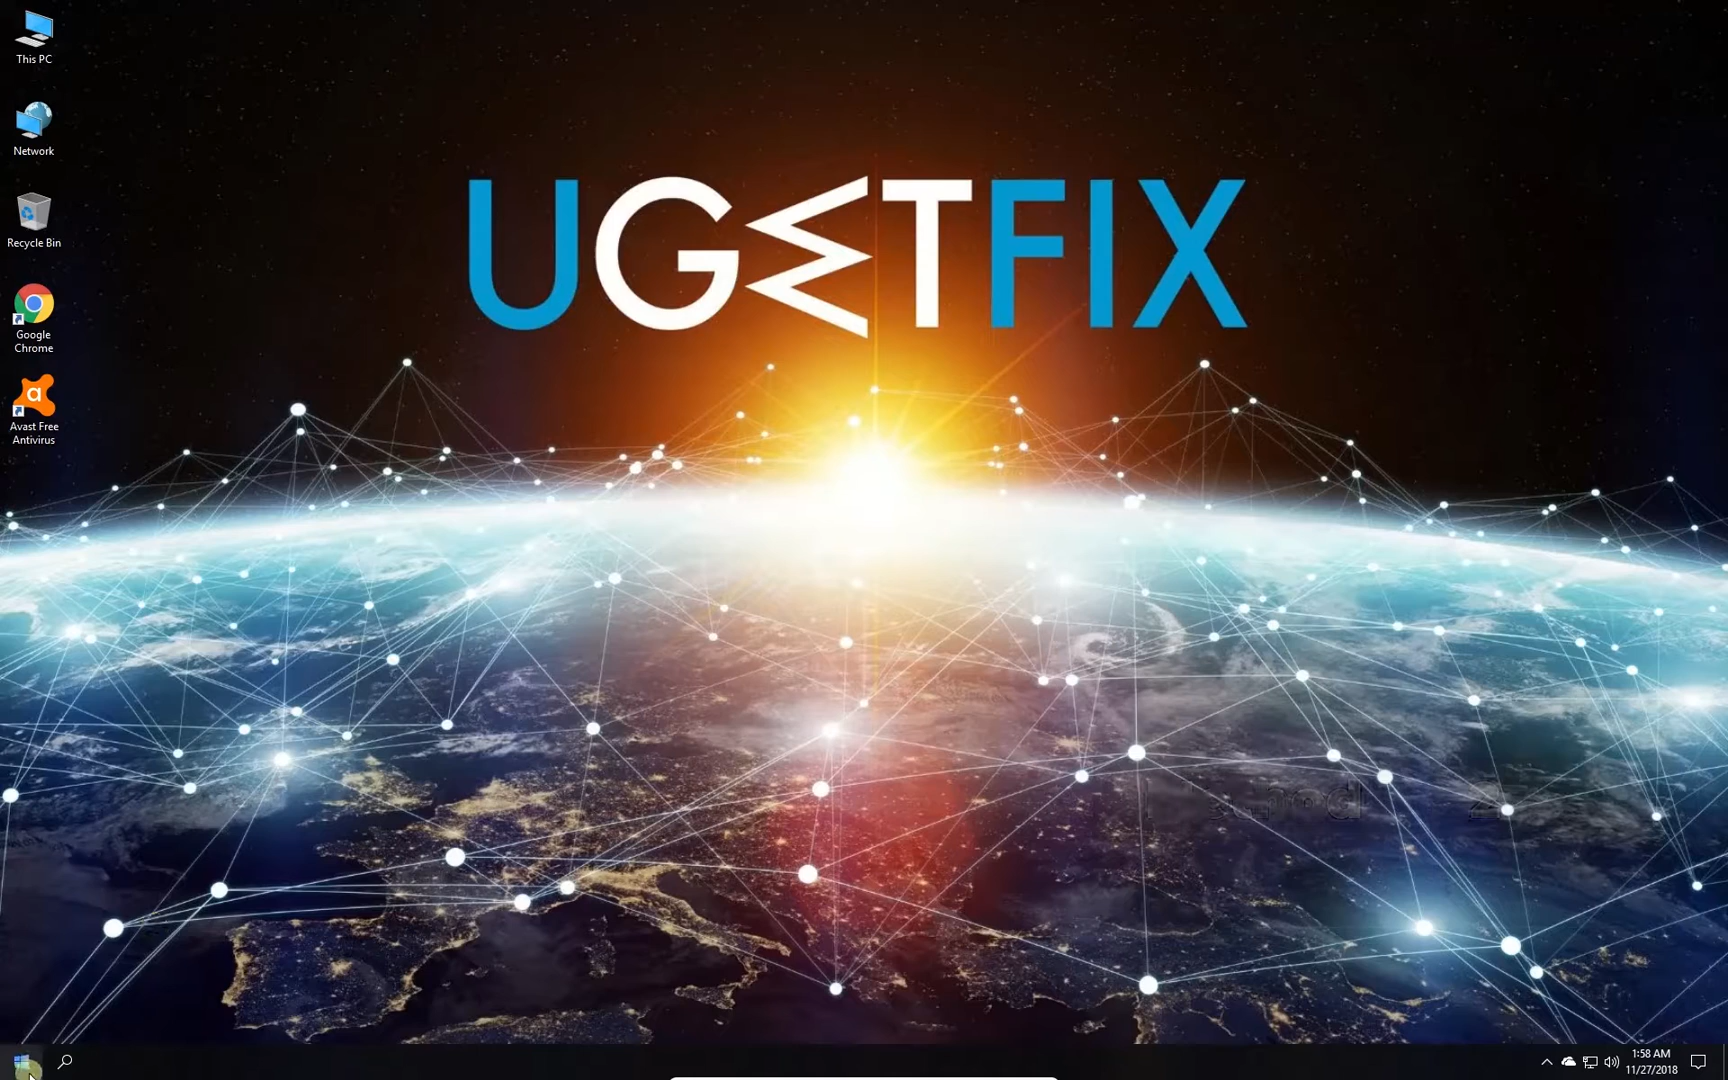 This PC
Network
Recycle Bin
Google
Chrome
Avast Free
Antivirus
UGETFIX
1:58 AM
11/27/2018